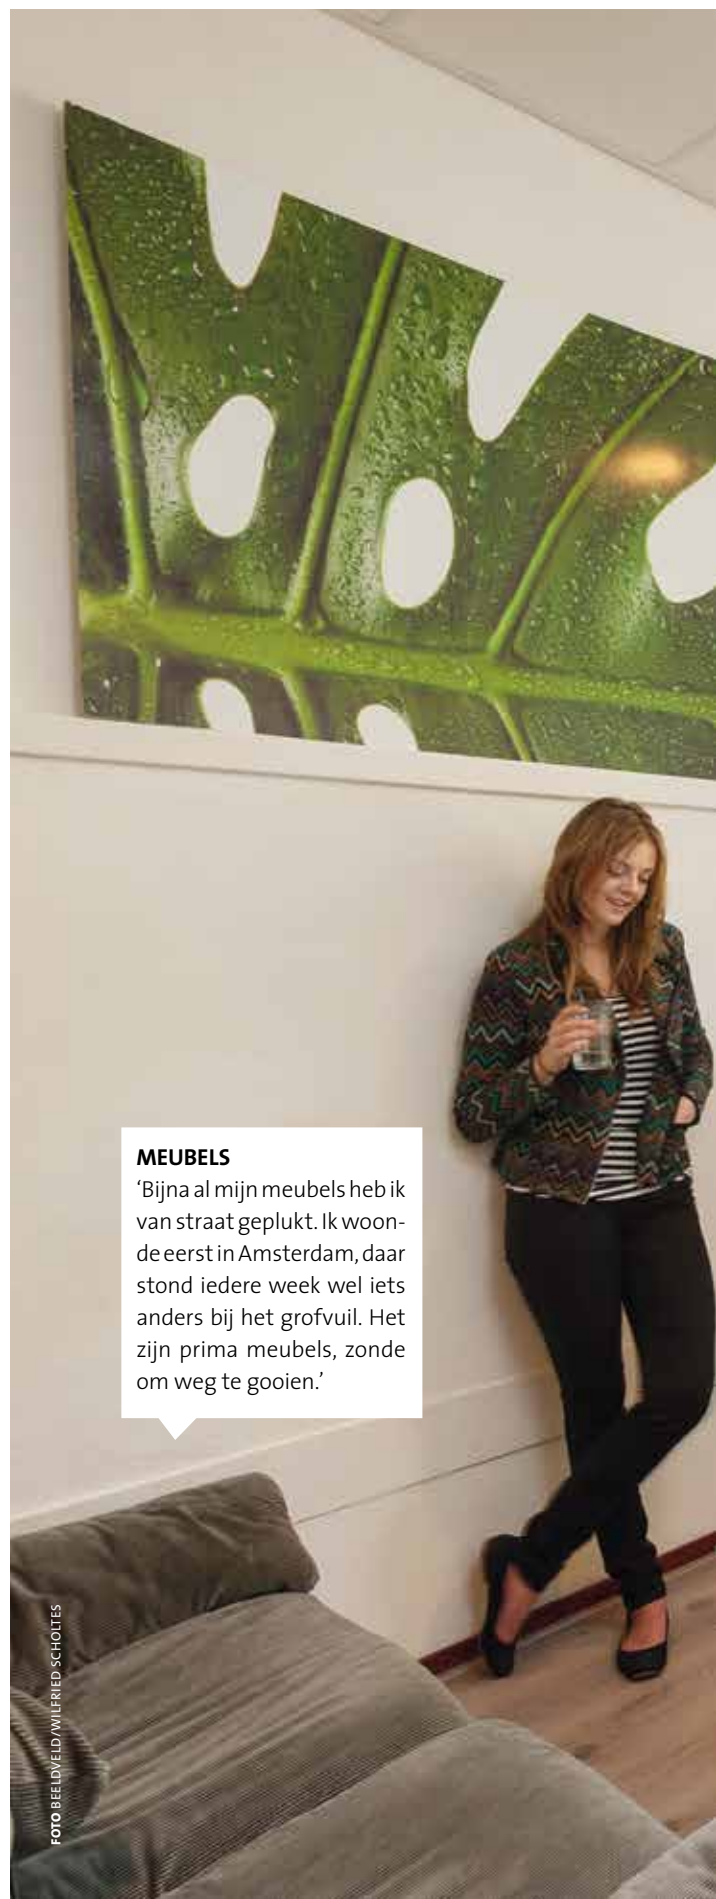 MEUBELS
‘Bijna al mijn meubels heb ik
van straat geplukt. Ik woon-
de eerst in Amsterdam, daar
stond iedere week wel iets
anders bij het grofvuil. Het
zijn prima meubels, zonde
om weg te gooien.’
FOTO BEELDVELD/WILFRIED SCHOLTES